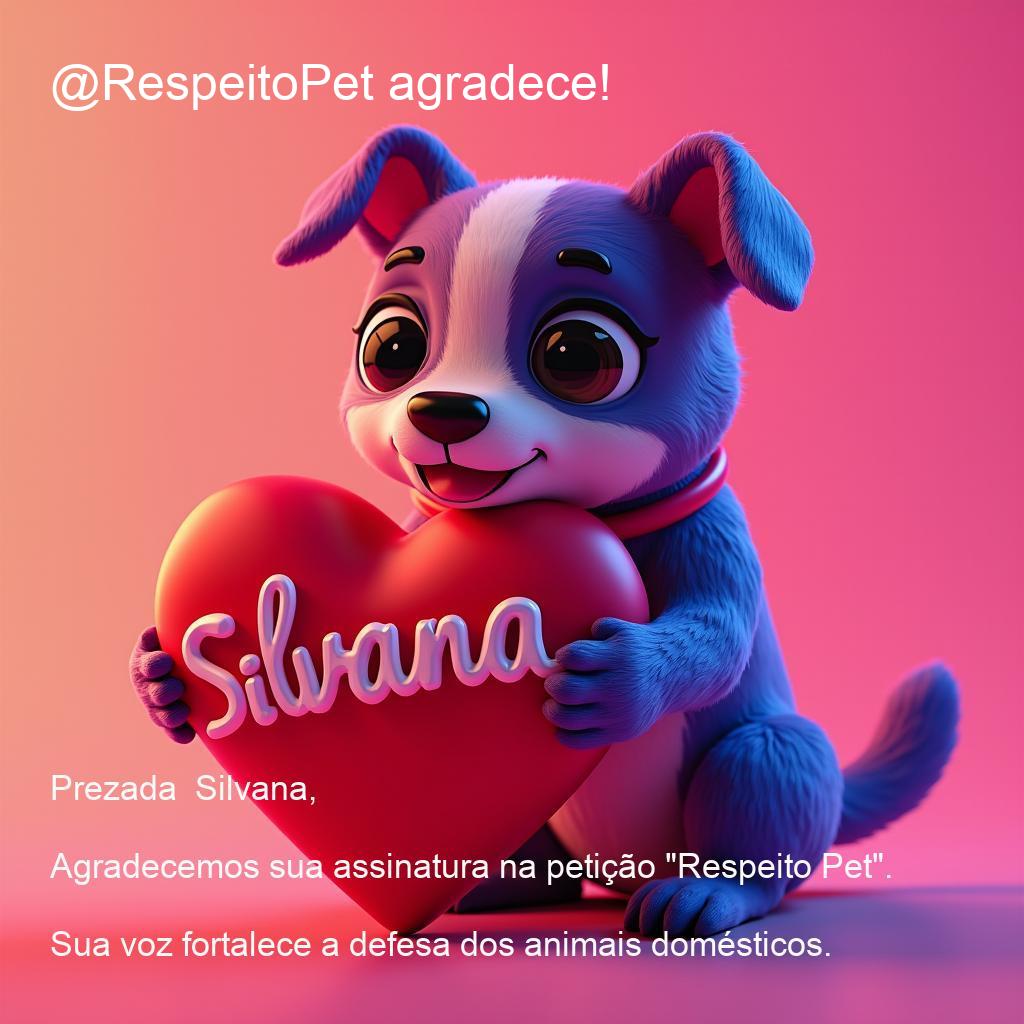 @RespeitoPet agradece!
Silvana
Prezada  Silvana,
Agradecemos sua assinatura na petição "Respeito Pet".
Sua voz fortalece a defesa dos animais domésticos.